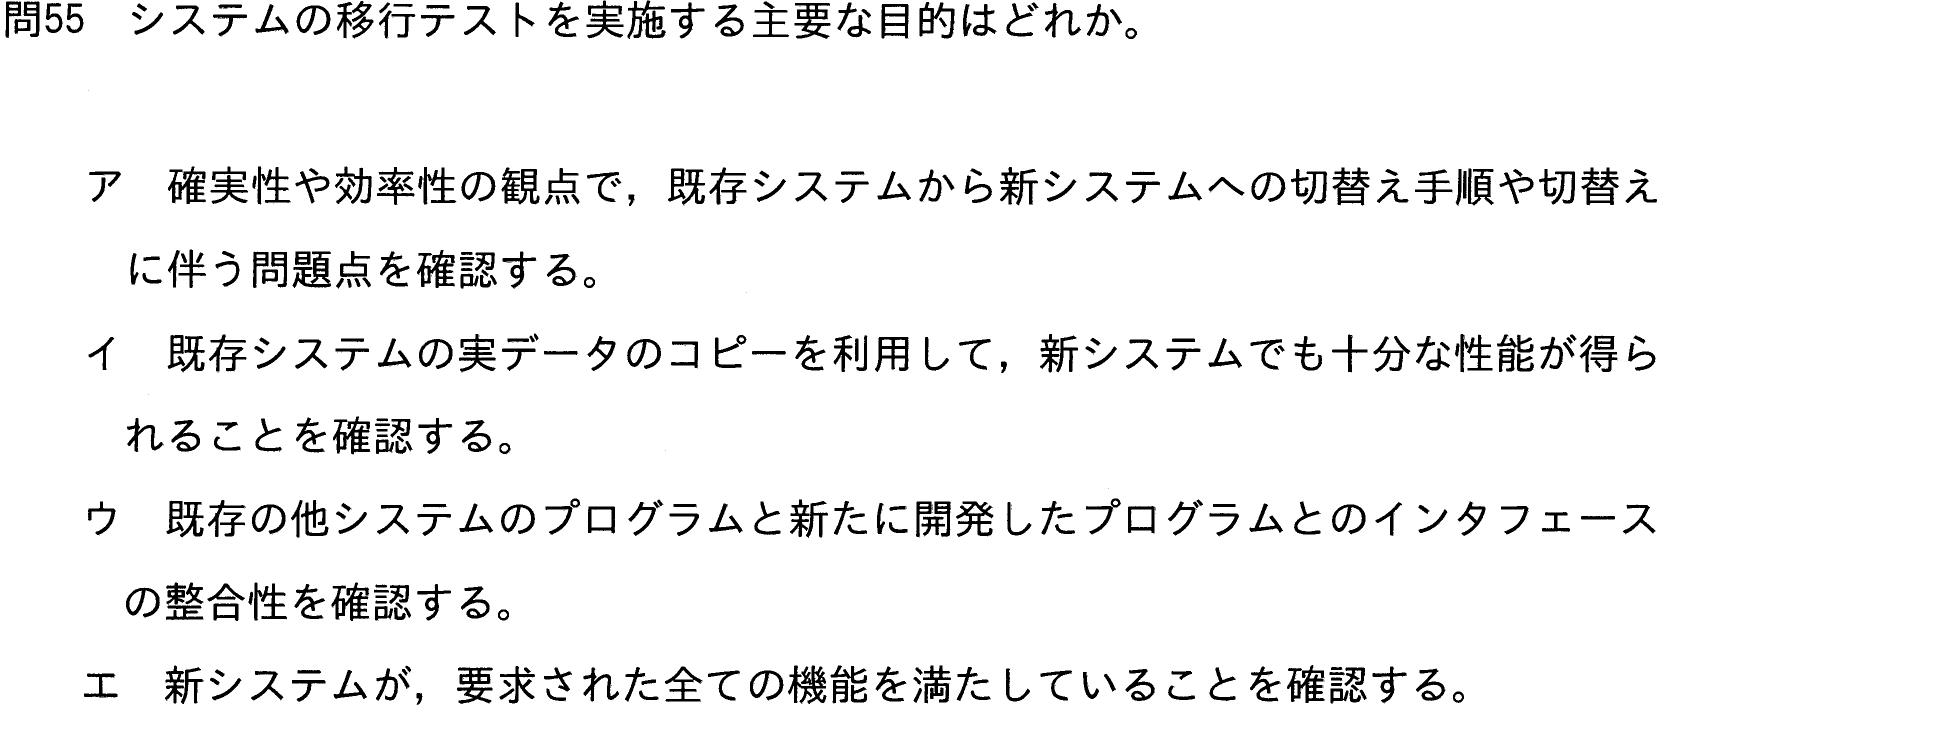 問55 システムの移行テストを実施する主要な目的はどれか。
ア 確実性や効率性の観点で，既存システムから新システムへの切替え手順や切替え
に伴う問題点を確認する。
イ 既存システムの実データのコピーを利用して，新システムでも十分な性能が得ら
れることを確認する。
ウ 既存の他システムのプログラムと新たに開発したプログラムとのインタフェース
の整合性を確認する。
エ 新システムが，要求された全ての機能を満たしていることを確認する。